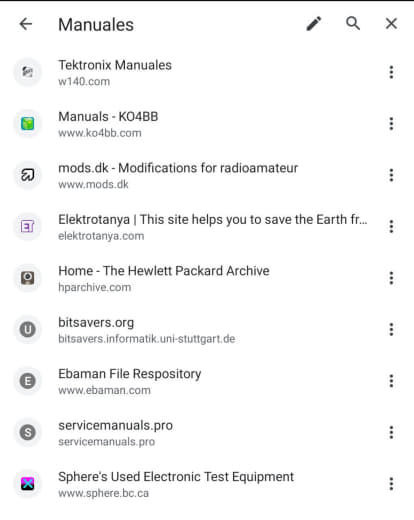 Manuales
Tektronix Manuales
w140.com
Manuals - KO4BB
www.ko4bb.com
mods.dk - Modifications for radioamateur
www.mods.dk
Elektrotanya | This site helps you to save the Earth fr...
elektrotanya.com
Home - The Hewlett Packard Archive
hparchive.com
U
bitsavers.org
bitsavers.informatik.uni-stuttgart.de
E
Ebaman File Respository
www.ebaman.com
S
servicemanuals.pro
servicemanuals.pro
Sphere's Used Electronic Test Equipment
www.sphere.bc.ca